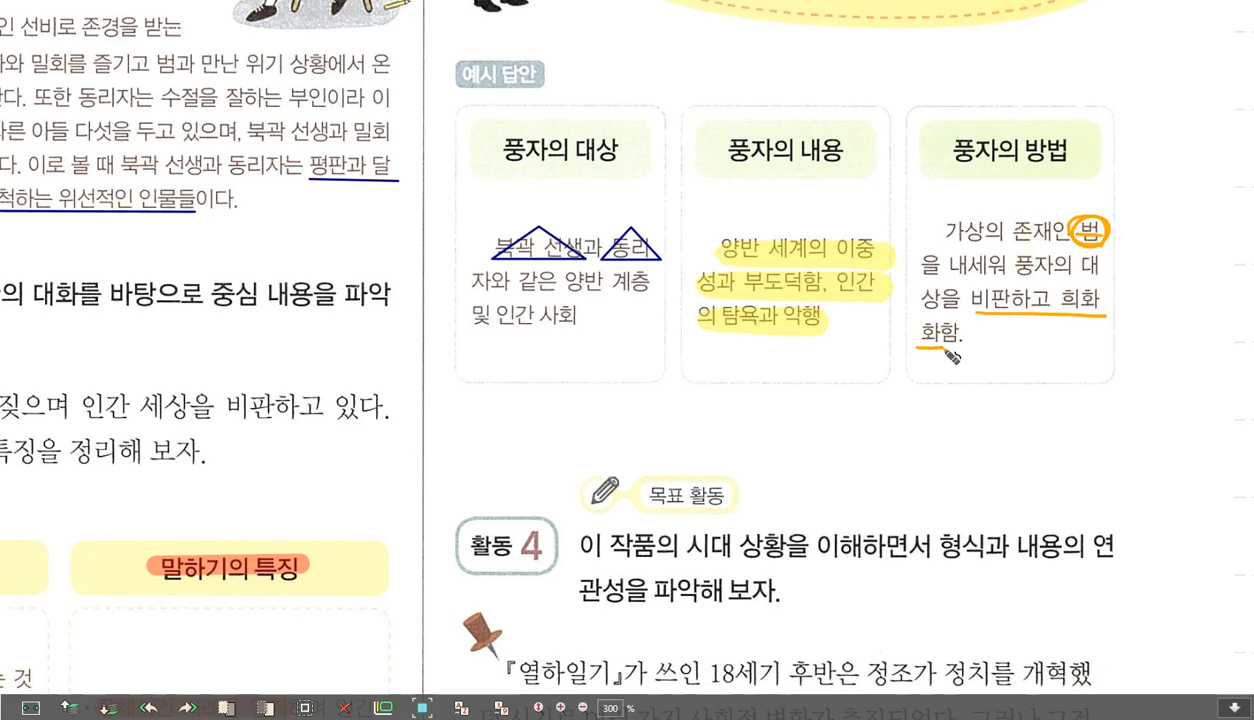 인 선비로 존경을 받는
와 밀회를 즐기고 범과 만난 위기 상황에서 온
다. 또한 동리자는 수절을 잘하는 부인이라 이
른 아들 다섯을 두고 있으며, 북곽 선생과 밀회
다. 이로 볼 때 북곽 선생과 동리자는 평판과 달
척하는 위선적인 인물들이다.
의 대화를 바탕으로 중심 내용을 파악
짖으며 인간 세상을 비판하고 있다.
특징을 정리해 보자.
말하기의 특징
는 것
예시 답안
풍자의 대상
북곽 선생과 동리
자와 같은 양반 계층
및 인간 사회
풍자의 내용
양반 세계의 이중
성과 부도덕함, 인간
의 탐욕과 악행
풍자의 방법
가상의 존재인 범
을 내세워 풍자의 대
상을 비판하고 희화
화함.
목표 활동
활동 4
이 작품의 시대 상황을 이해하면서 형식과 내용의 연
관성을 파악해 보자.
『열하일기』가 쓰인 18세기 후반은 정조가 정치를 개혁했
300 %